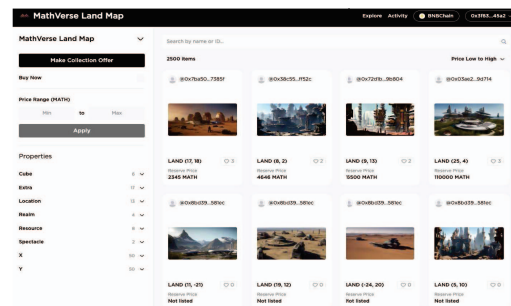 MathVerse Land Map
Explore Activity BNBChain 0x3f63...45a2
MathVerse Land Map
Make Collection Offer
Buy Now
Price Range (MATH)
Min to Max
Apply
Properties
Cube 6
Extra 17
Location 12
Realm 4
Resource 9
Spectacle 2
X 50
Y 50
Search by name or ID...
2500 items
Price Low to High
@0x7ba50...7385f
LAND (17, 18) 3
Reserve Price
2345 MATH
@0x38c55...ff52c
LAND (8, 2) 2
Reserve Price
4646 MATH
@0x72d1b...9b804
LAND (9, 13) 2
Reserve Price
15500 MATH
@0x03ae2...9d714
LAND (25, 4) 3
Reserve Price
110000 MATH
@0x8bd39...581ec
LAND (11, -21) 0
Reserve Price
Not listed
@0x8bd39...581ec
LAND (19, 12) 0
Reserve Price
Not listed
@0x8bd39...581ec
LAND (-24, 20) 0
Reserve Price
Not listed
@0x8bd39...581ec
LAND (5, 10) 0
Reserve Price
Not listed